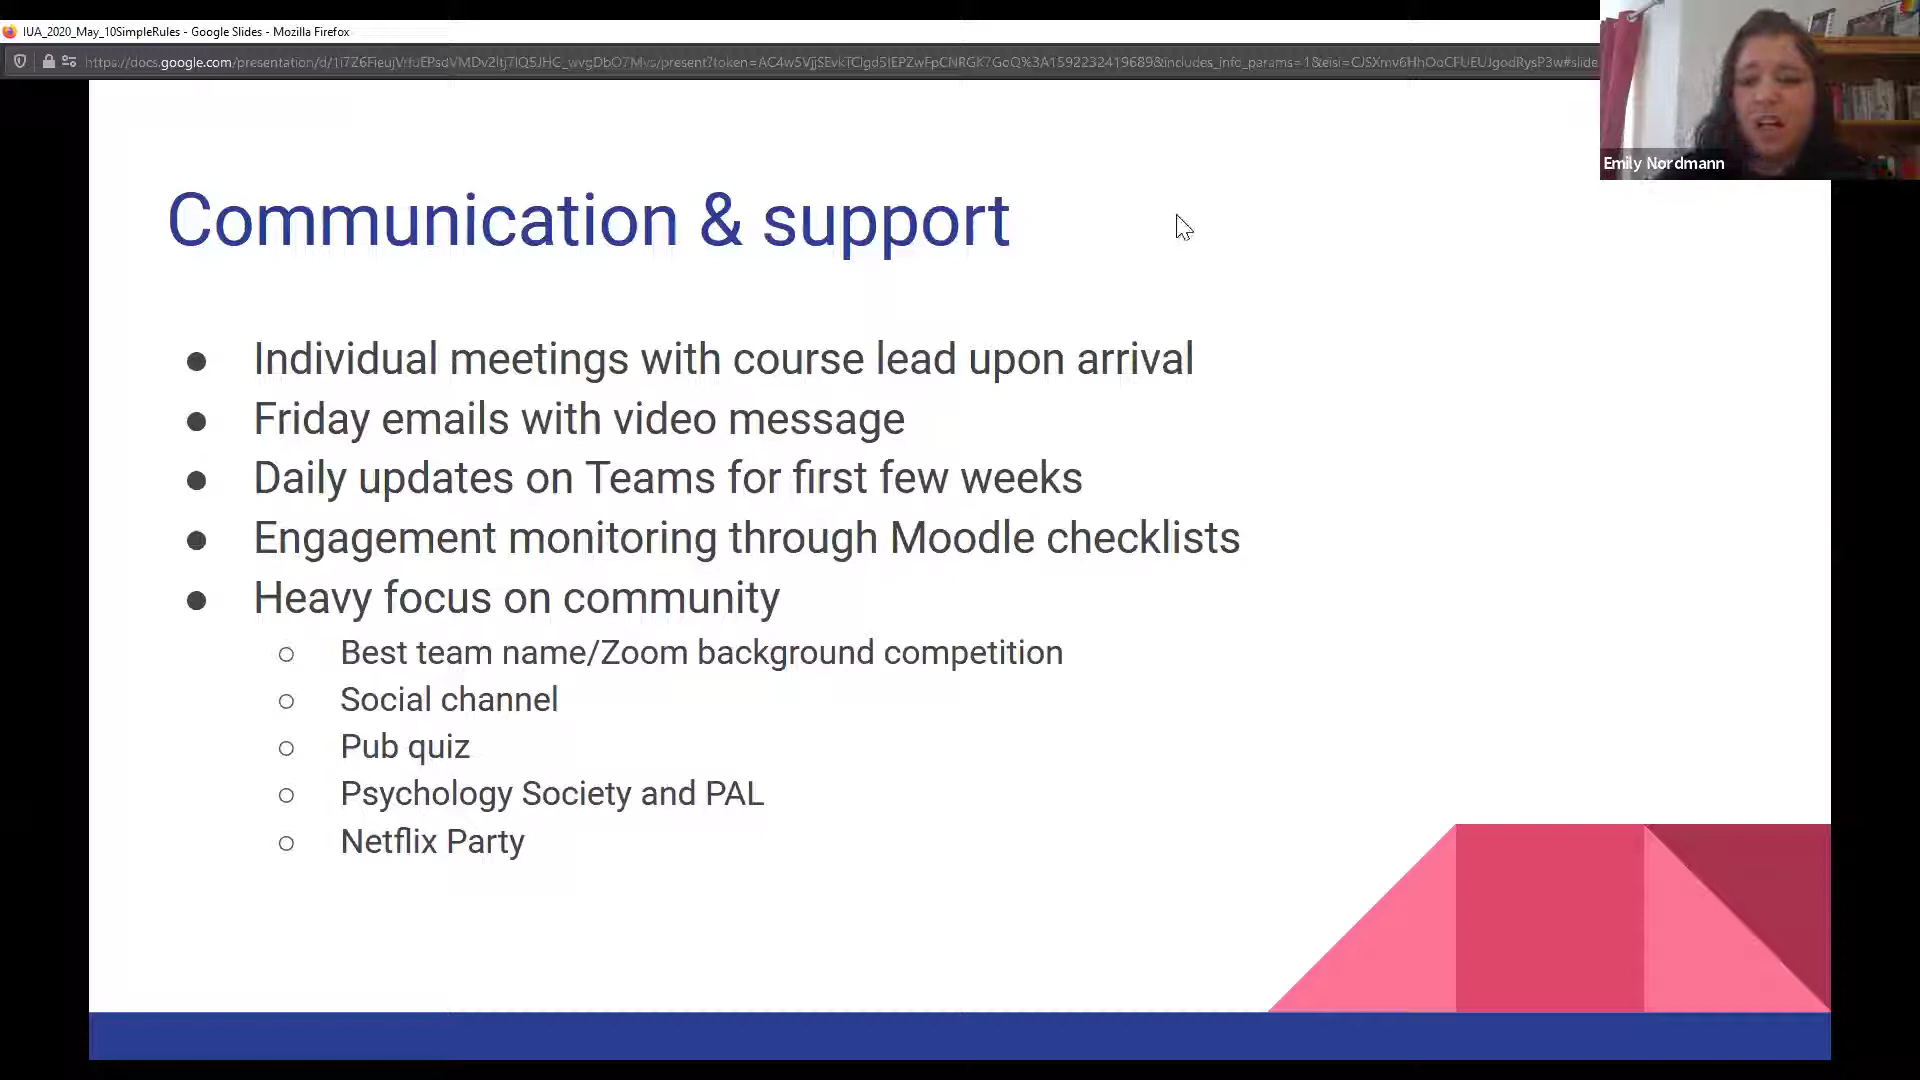 IUA_2020_May_10SimpleRules - Google Slides - Mozilla Firefox
Emily Nordmann
Communication & support
● Individual meetings with course lead upon arrival
● Friday emails with video message
● Daily updates on Teams for first few weeks
● Engagement monitoring through Moodle checklists
● Heavy focus on community
○ Best team name/Zoom background competition
○ Social channel
○ Pub quiz
○ Psychology Society and PAL
○ Netflix Party